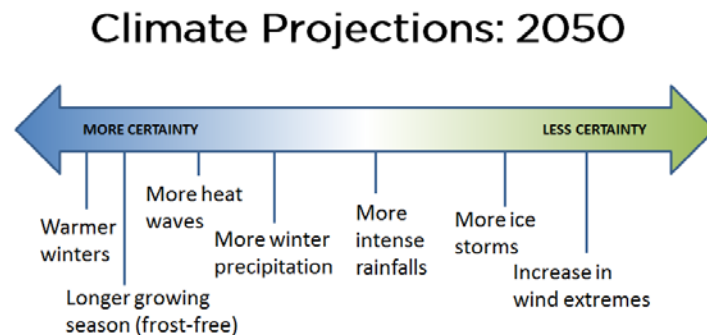 Climate Projections: 2050
MORE CERTAINTY
LESS CERTAINTY
Warmer
winters
Longer growing
season (frost-free)
More heat
waves
More winter
precipitation
More
intense
rainfalls
More ice
storms
Increase in
wind extremes